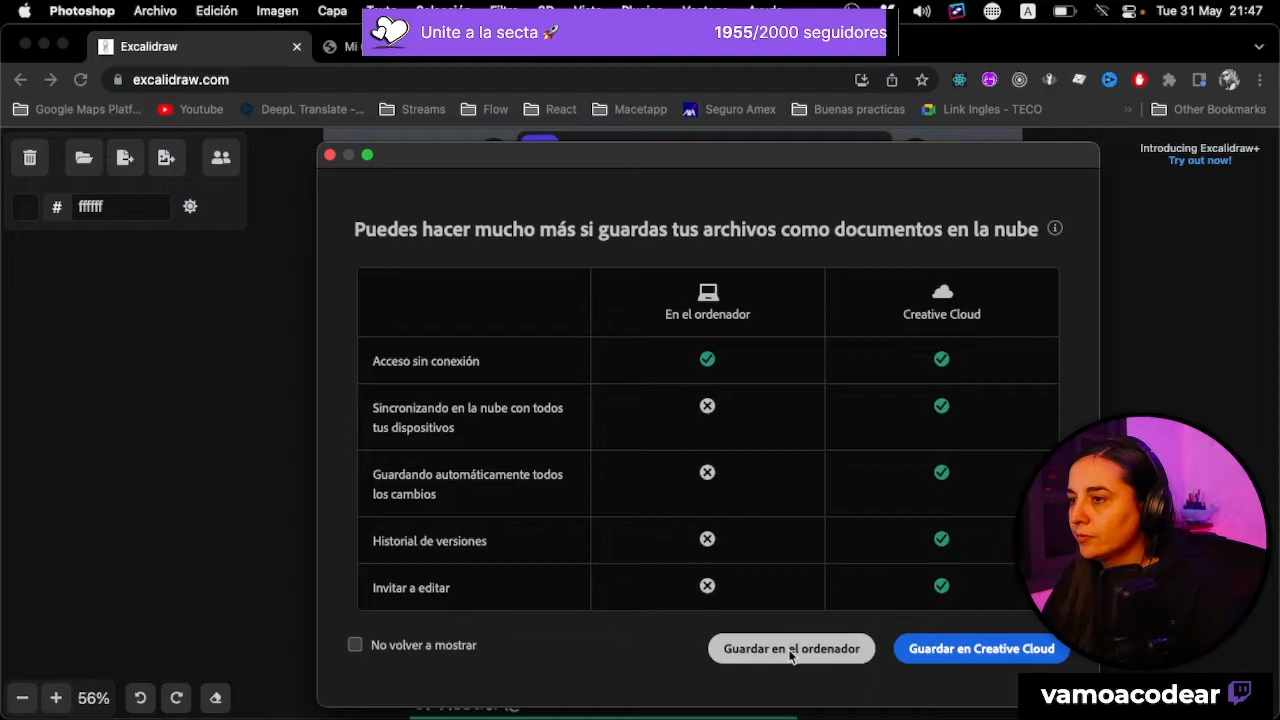 Photoshop Archivo Edición Imagen Capa Tue 31 May 21:47
Unite a la secta 🚀 1955/2000 seguidores
Excalidraw
excalidraw.com
Google Maps Platf... Youtube DeepL Translate -... Streams Flow React Macetapp Seguro Amex Buenas practicas Link Ingles - TECO » Other Bookmarks
Introducing Excalidraw+
Try out now!
# ffffff
Puedes hacer mucho más si guardas tus archivos como documentos en la nube
En el ordenador Creative Cloud
Acceso sin conexión
Sincronizando en la nube con todos
tus dispositivos
Guardando automáticamente todos
los cambios
Historial de versiones
Invitar a editar
No volver a mostrar
Guardar en el ordenador Guardar en Creative Cloud
56%
vamoacodear